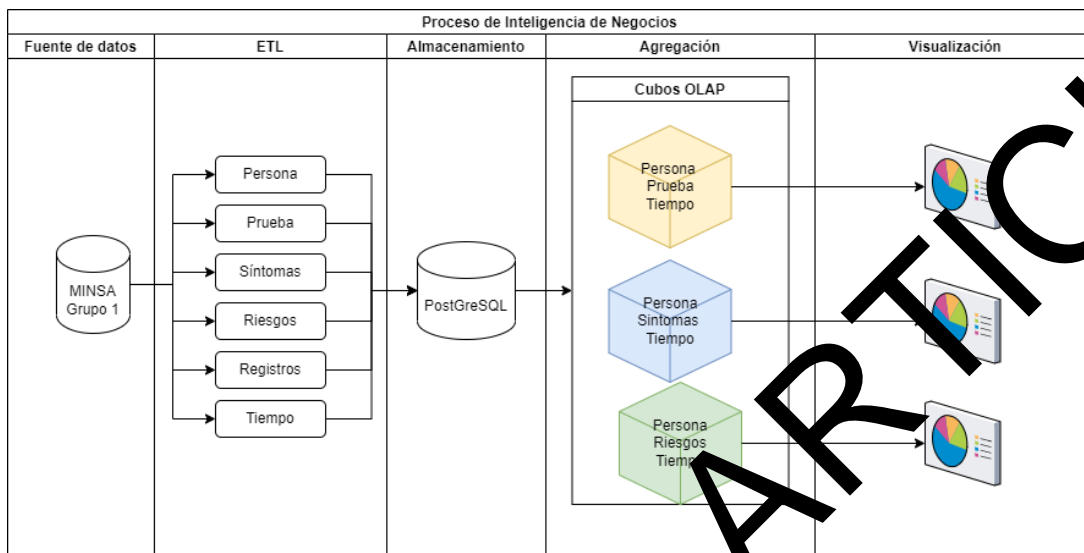 Proceso de Inteligencia de Negocios
Fuente de datos
ETL
Almacenamiento
Agregación
Visualización
Cubos OLAP
Persona
Prueba
Síntomas
Riesgos
Registros
Tiempo
MINSA
Grupo 1
PostGreSQL
Persona
Prueba
Tiempo
Persona
Sintomas
Tiempo
Persona
Riesgos
Tiempo
ARTIC